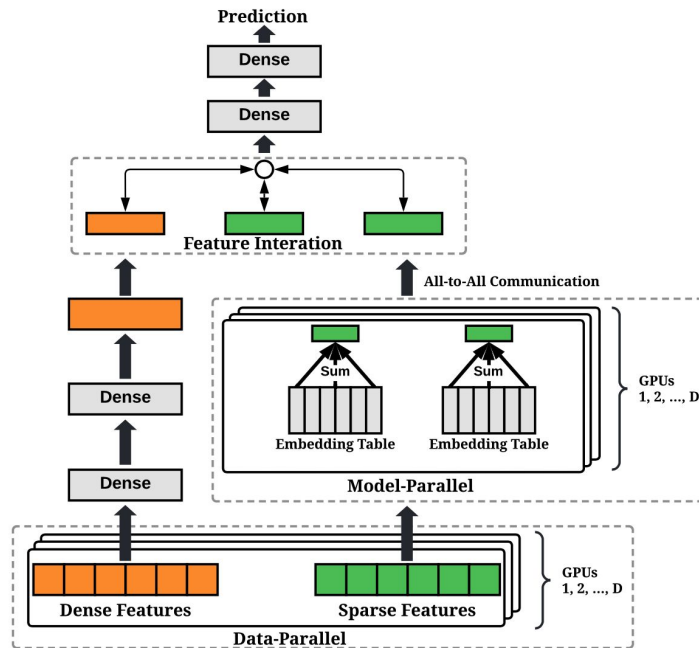 Prediction
Dense
Dense
Feature Interation
All-to-All Communication
Sum
Sum
Embedding Table
Embedding Table
GPUs
1, 2, ..., D
Model-Parallel
Dense
Dense
Dense Features
Sparse Features
GPUs
1, 2, ..., D
Data-Parallel